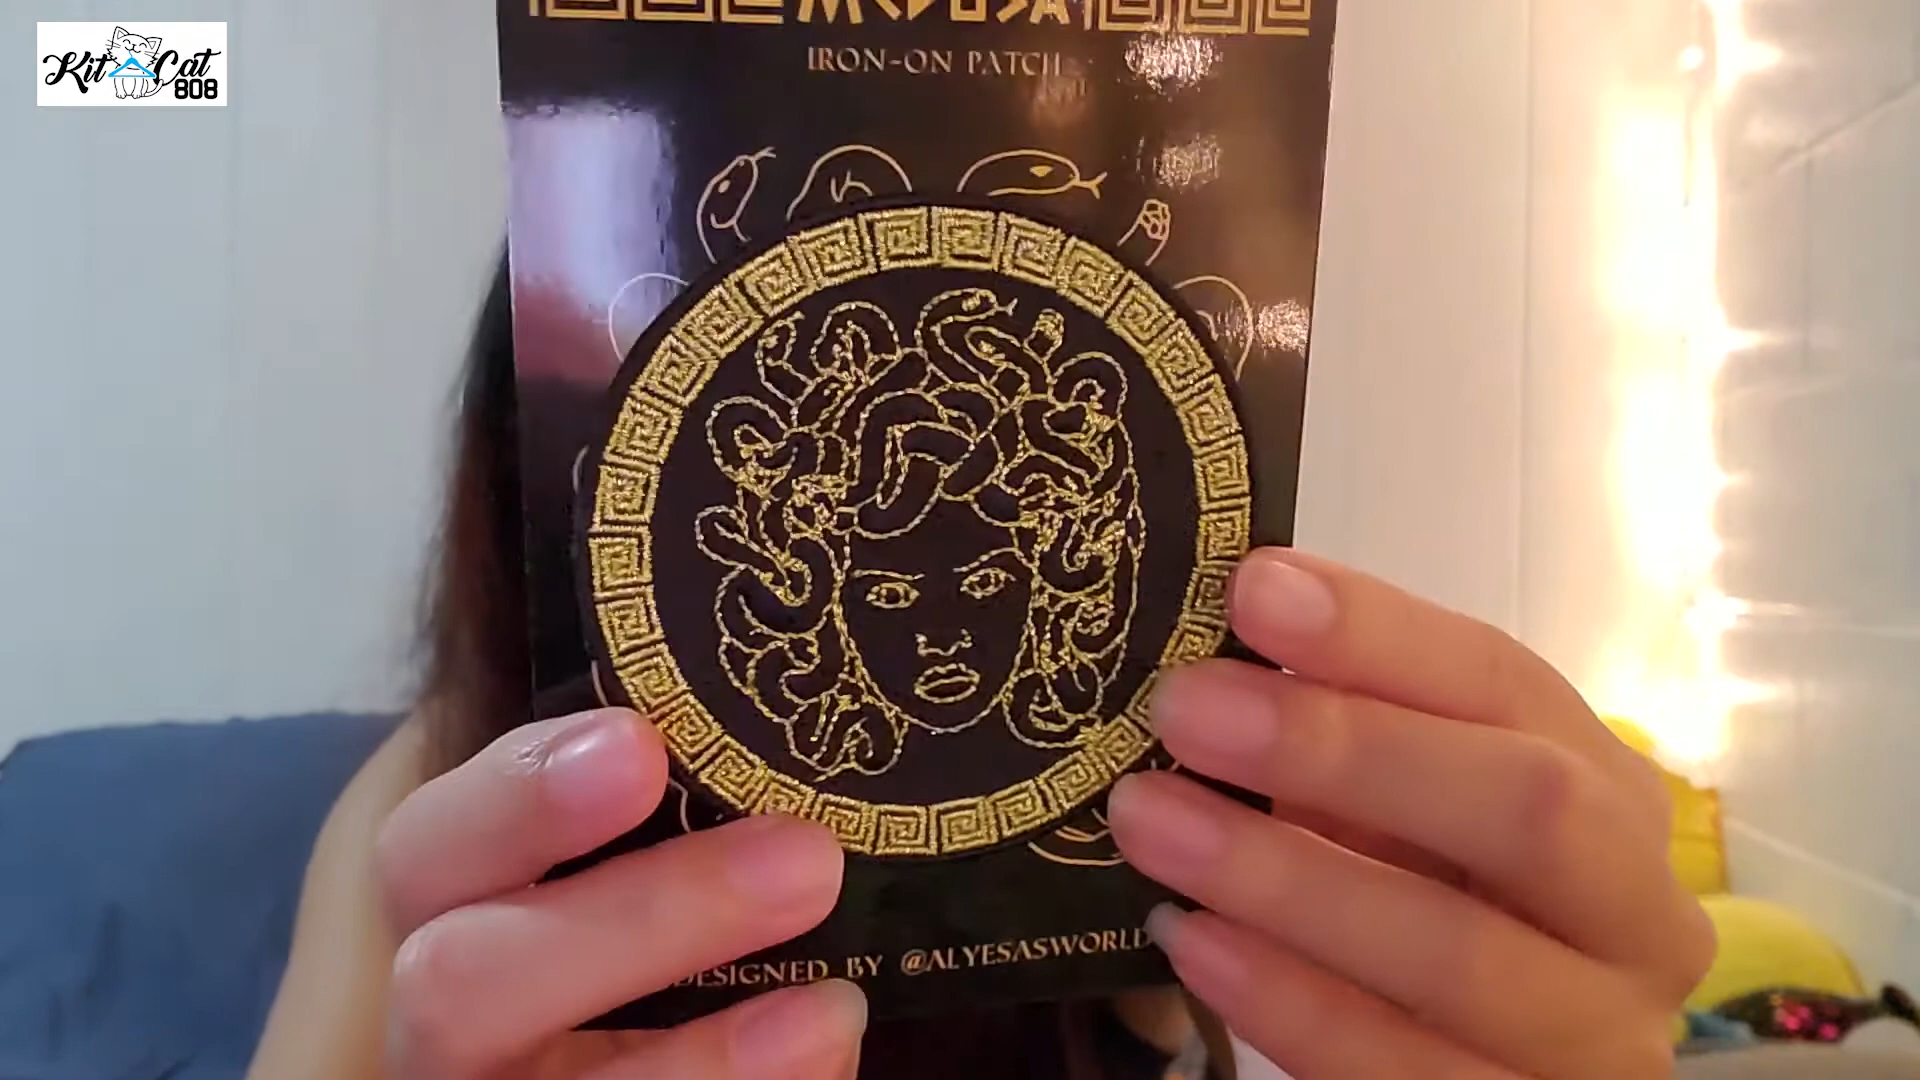 Kit Cat
808
MEDUSA
IRON-ON PATCH
DESIGNED BY @ALYESASWORLD